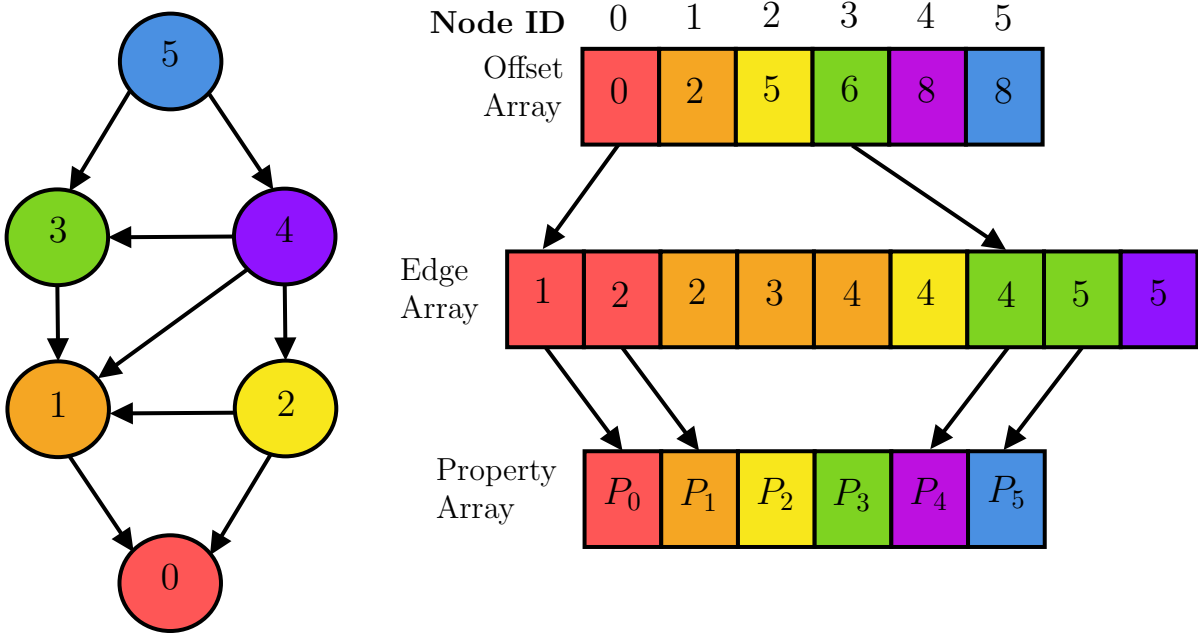 5
3 4
1 2
0
Node ID 0 1 2 3 4 5
Offset
Array
0 2 5 6 8 8
Edge
Array
1 2 2 3 4 4 4 5 5
Property
Array
P₀ P₁ P₂ P₃ P₄ P₅